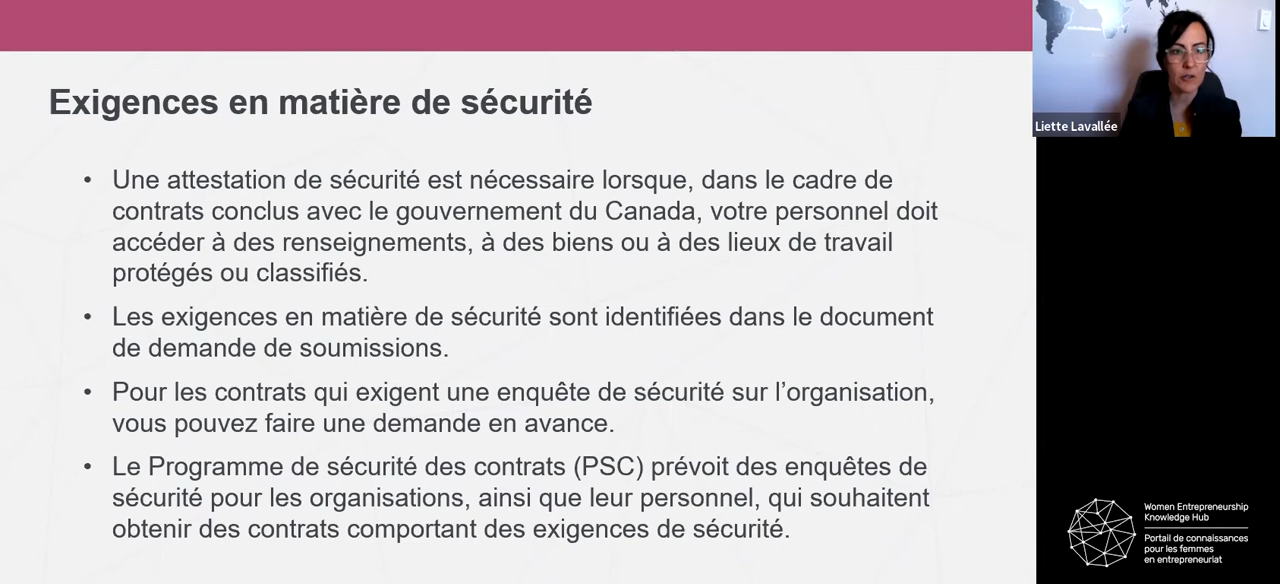 Exigences en matière de sécurité
• Une attestation de sécurité est nécessaire lorsque, dans le cadre de
contrats conclus avec le gouvernement du Canada, votre personnel doit
accéder à des renseignements, à des biens ou à des lieux de travail
protégés ou classifiés.
• Les exigences en matière de sécurité sont identifiées dans le document
de demande de soumissions.
• Pour les contrats qui exigent une enquête de sécurité sur l’organisation,
vous pouvez faire une demande en avance.
• Le Programme de sécurité des contrats (PSC) prévoit des enquêtes de
sécurité pour les organisations, ainsi que leur personnel, qui souhaitent
obtenir des contrats comportant des exigences de sécurité.
Liette Lavallée
Women Entrepreneurship
Knowledge Hub
Portail de connaissances
pour les femmes
en entrepreneuriat